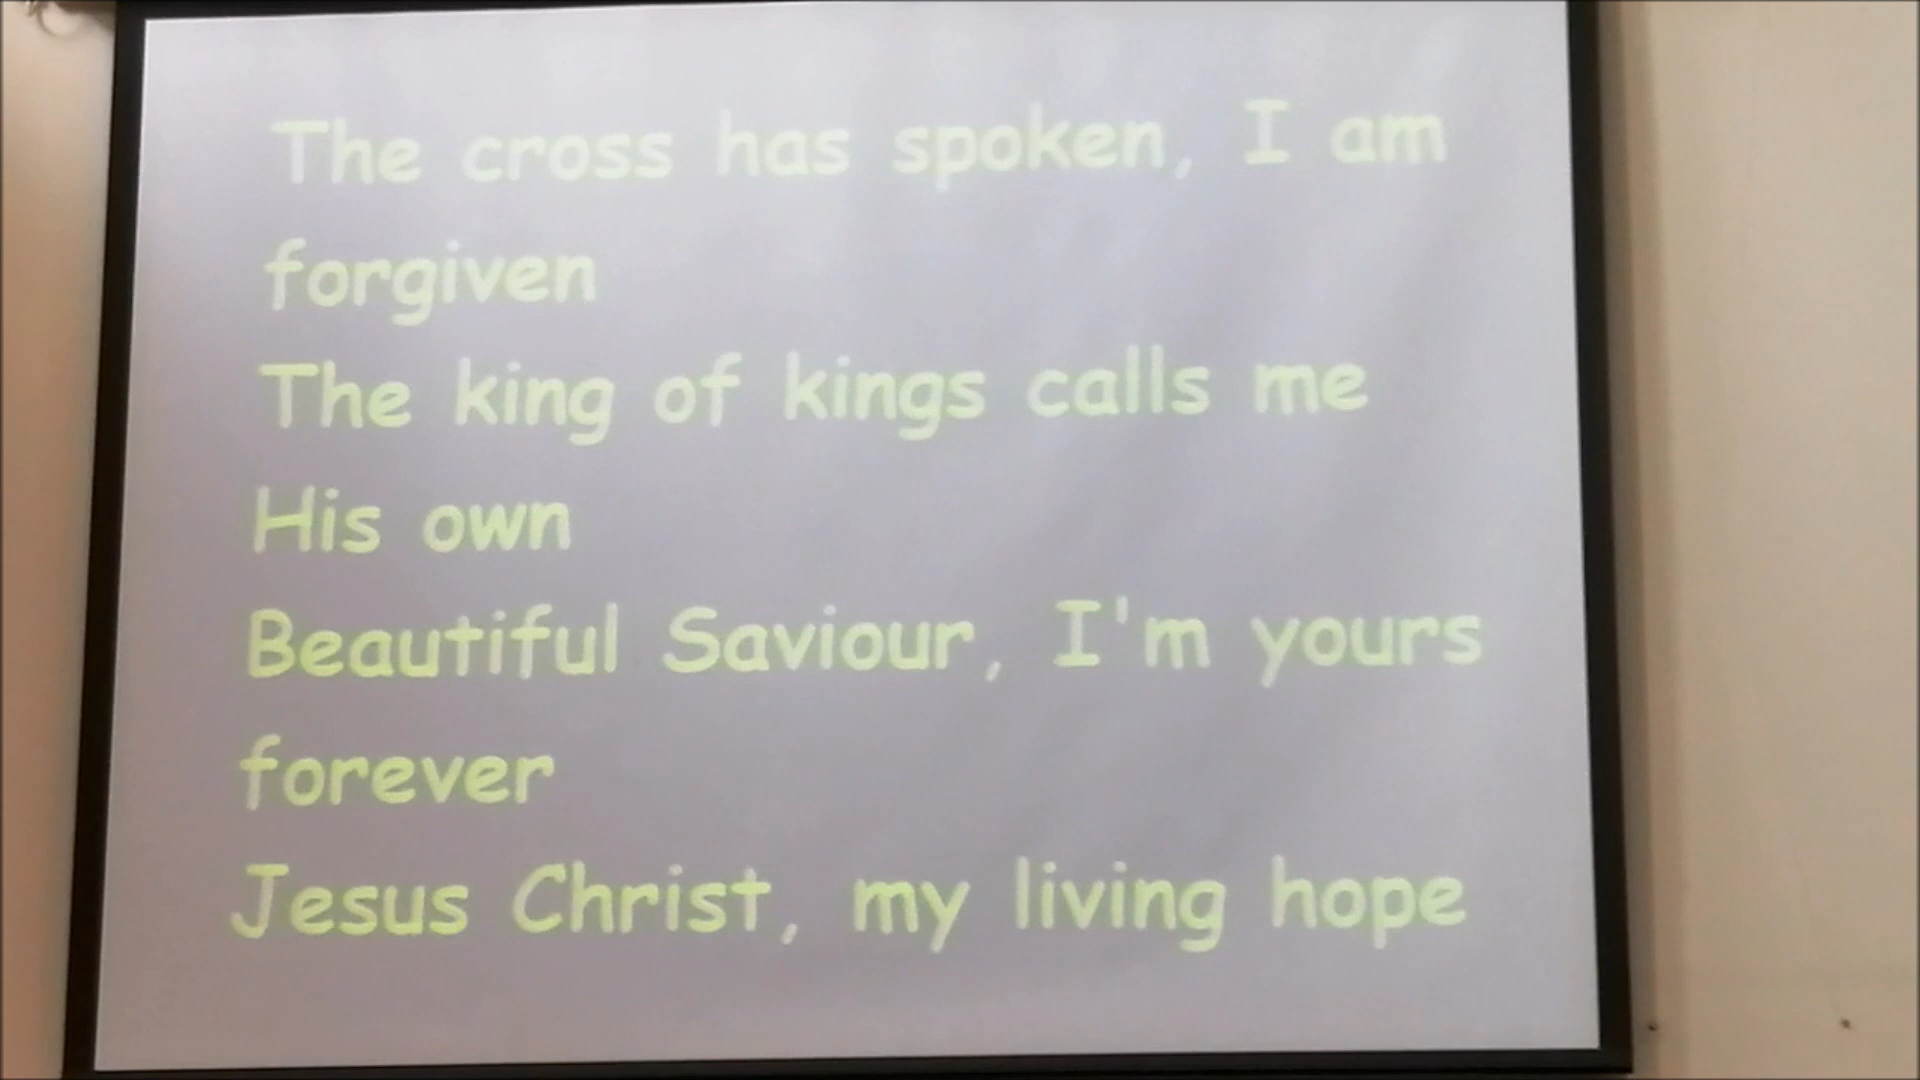 The cross has spoken, I am
forgiven
The king of kings calls me
His own
Beautiful Saviour, I'm yours
forever
Jesus Christ, my living hope